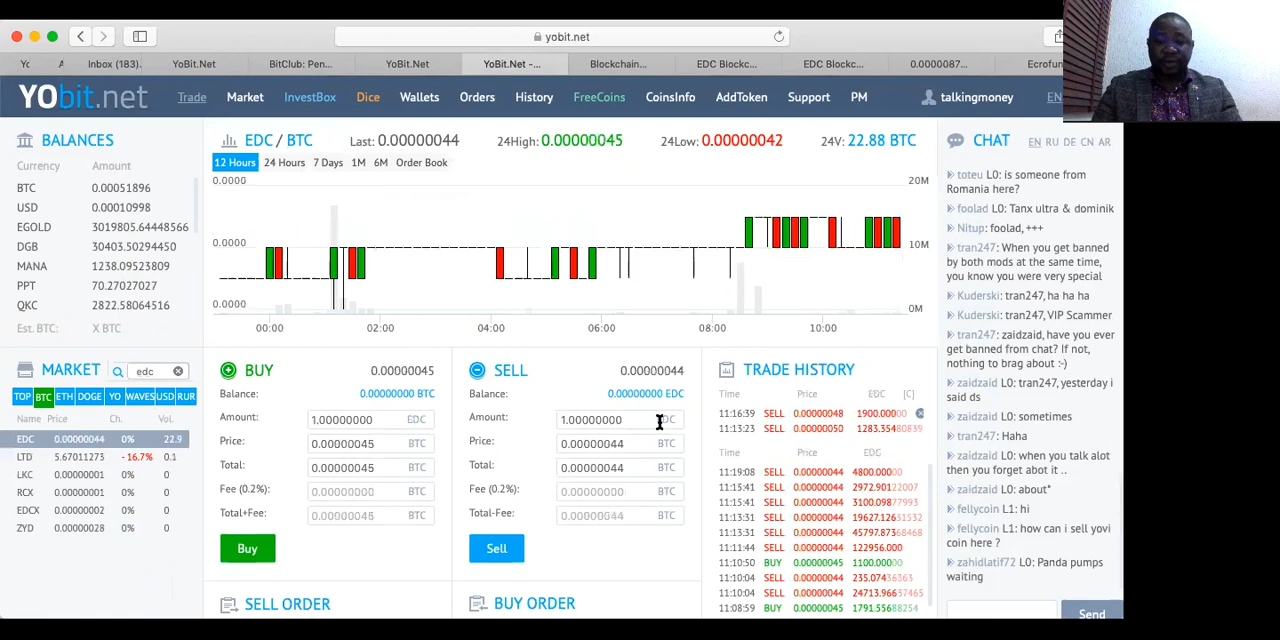 yobit.net
Yc
A
Inbox (183).
YoBit.Net
BitClub: Pen...
YoBit.Net
YoBit.Net -...
Blockchain...
EDC Blockc...
EDC Blockc...
0.0000087...
Ecrofun
YObit.net
Trade Market InvestBox Dice Wallets Orders History FreeCoins CoinsInfo AddToken Support PM talkingmoney EN
BALANCES
Currency Amount
BTC 0.00051896
USD 0.00010998
EGOLD 3019805.64448566
DGB 30403.50294450
MANA 1238.09523809
PPT 70.27027027
QKC 2822.58064516
Est. BTC: X BTC
EDC / BTC Last: 0.00000044 24High: 0.00000045 24Low: 0.00000042 24V: 22.88 BTC
12 Hours 24 Hours 7 Days 1M 6M Order Book
0.0000 20M
0.0000 10M
0.0000 0M
00:00 02:00 04:00 06:00 08:00 10:00
MARKET edc
TOP BTC ETH DOGE YO WAVES USD RUR
Name Price Ch. Vol.
EDC 0.00000044 0% 22.9
LTD 5.67011273 - 16.7% 0.1
LKC 0.00000001 0% 0
RCX 0.00000001 0% 0
EDCX 0.00000002 0% 0
ZYD 0.00000028 0% 0
BUY 0.00000045
Balance: 0.00000000 BTC
Amount: 1.00000000 EDC
Price: 0.00000045 BTC
Total: 0.00000045 BTC
Fee (0.2%): 0.00000000 BTC
Total+Fee: 0.00000045 BTC
Buy
SELL ORDER
SELL 0.00000044
Balance: 0.00000000 EDC
Amount: 1.00000000 DC
Price: 0.00000044 BTC
Total: 0.00000044 BTC
Fee (0.2%): 0.00000000 BTC
Total-Fee: 0.00000044 BTC
Sell
BUY ORDER
TRADE HISTORY
Time Price EDC [C]
11:16:39 SELL 0.00000048 1900.00000
11:13:23 SELL 0.00000050 1283.35480839
Time Price EDC
11:19:08 SELL 0.00000044 4800.000000
11:15:41 SELL 0.00000044 2972.90122007
11:15:41 SELL 0.00000044 3100.09877993
11:13:31 SELL 0.00000044 19627.12631532
11:13:31 SELL 0.00000044 45797.87368
11:11:44 SELL 0.00000044 122956.000
11:10:50 BUY 0.00000045 1100.000000
11:10:04 SELL 0.00000044 235.07436363
11:10:04 SELL 0.00000044 24713.96637465
11:08:59 BUY 0.00000045 1791.55688254
CHAT EN RU DE CN AR
toteu L0: is someone from
Romania here?
foolad L0: Tanx ultra & dominik
Nitup: foolad, +++
tran247: When you get banned
by both mods at the same time,
you know you were very special
Kuderski: tran247, ha ha ha
Kuderski: tran247, VIP Scammer
tran247: zaidzaid, have you ever
get banned from chat? If not,
nothing to brag about :-)
zaidzaid L0: tran247, yesterday i
said ds
zaidzaid L0: sometimes
tran247: Haha
zaidzaid L0: when you talk alot
then you forget abot it ..
zaidzaid L0: about*
fellycoin L1: hi
fellycoin L1: how can i sell yovi
coin here ?
zahidlatif72 L0: Panda pumps
waiting
Send